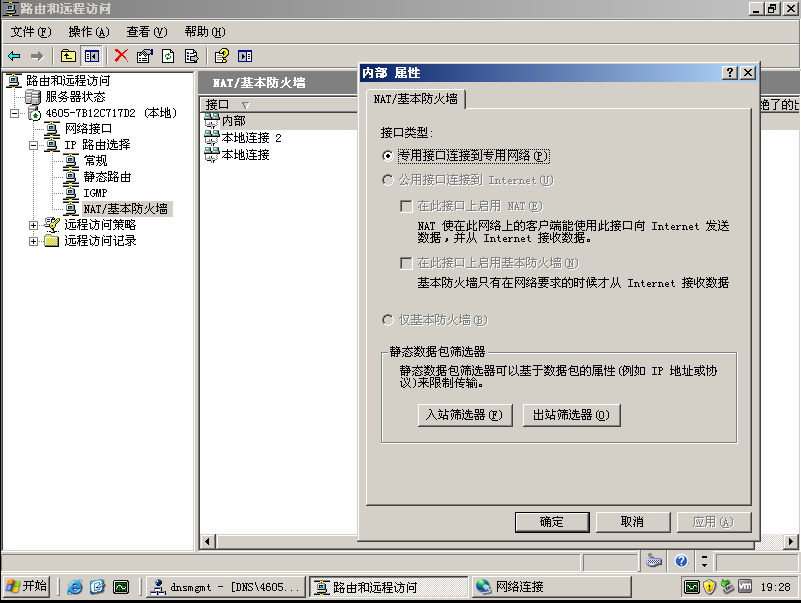 路由和远程访问
文件(F) 操作(A) 查看(V) 帮助(H)
路由和远程访问
服务器状态
4605-7B12C717D2 (本地)
网络接口
IP 路由选择
常规
静态路由
IGMP
NAT/基本防火墙
远程访问策略
远程访问记录
NAT/基本防火墙
接口
内部
本地连接 2
本地连接
内部 属性
NAT/基本防火墙
接口类型:
专用接口连接到专用网络(P)
公用接口连接到 Internet(U)
在此接口上启用 NAT(E)
NAT 使在此网络上的客户端能使用此接口向 Internet 发送
数据，并从 Internet 接收数据。
在此接口上启用基本防火墙(N)
基本防火墙只有在网络要求的时候才从 Internet 接收数据
仅基本防火墙(B)
静态数据包筛选器
静态数据包筛选器可以基于数据包的属性(例如 IP 地址或协
议)来限制传输。
入站筛选器(F) 出站筛选器(O)
确定 取消 应用(A)
开始 dnsmgmt - [DNS\4605... 路由和远程访问 网络连接 19:28